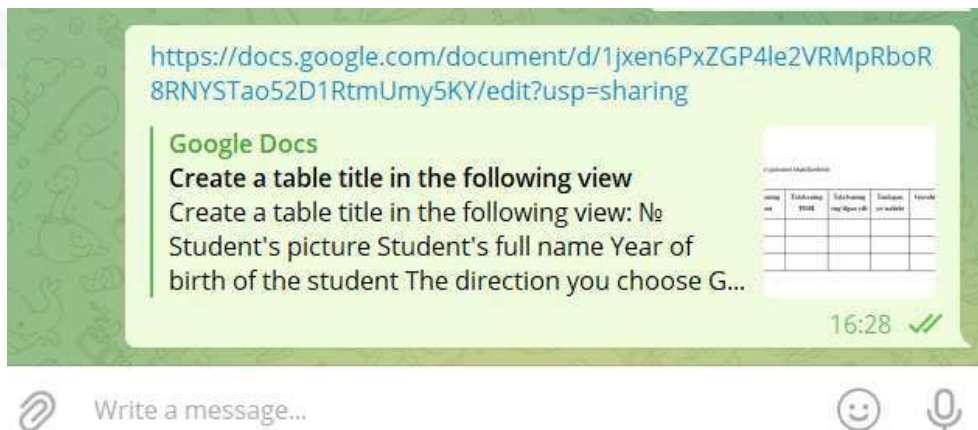 https://docs.google.com/document/d/1jxen6PxZGP4le2VRMpRboR
8RNYSTao52D1RtmUmy5KY/edit?usp=sharing
Google Docs
Create a table title in the following view
Create a table title in the following view: №
Student's picture Student's full name Year of
birth of the student The direction you choose G...
16:28
Write a message...